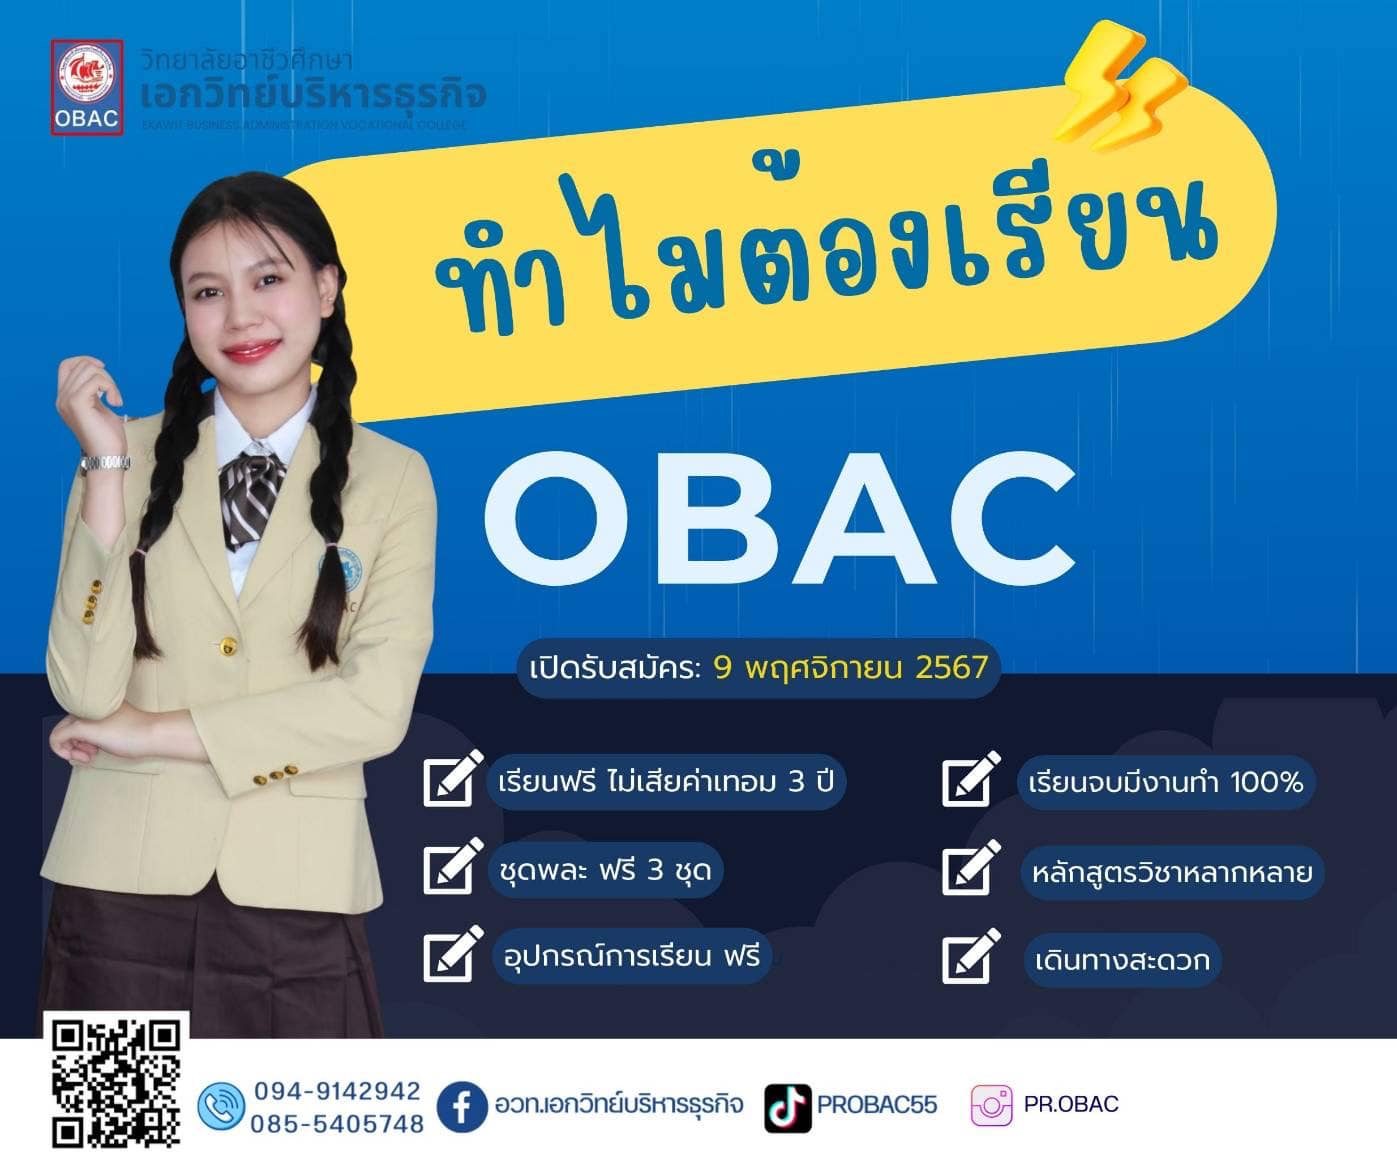 OBAC
วิทยาลัยอาชีวศึกษา
เอกวิทย์บริหารธุรกิจ
EKAWIT BUSINESS ADMINISTRATION VOCATIONAL COLLEGE
ทำไมต้องเรียน
OBAC
เปิดรับสมัคร: 9 พฤศจิกายน 2567
เรียนฟรี ไม่เสียค่าเทอม 3 ปี
เรียนจบมีงานทำ 100%
ชุดพละ ฟรี 3 ชุด
หลักสูตรวิชาหลากหลาย
อุปกรณ์การเรียน ฟรี
เดินทางสะดวก
094-9142942
085-5405748
อวท.เอกวิทย์บริหารธุรกิจ
PROBAC55
PR.OBAC